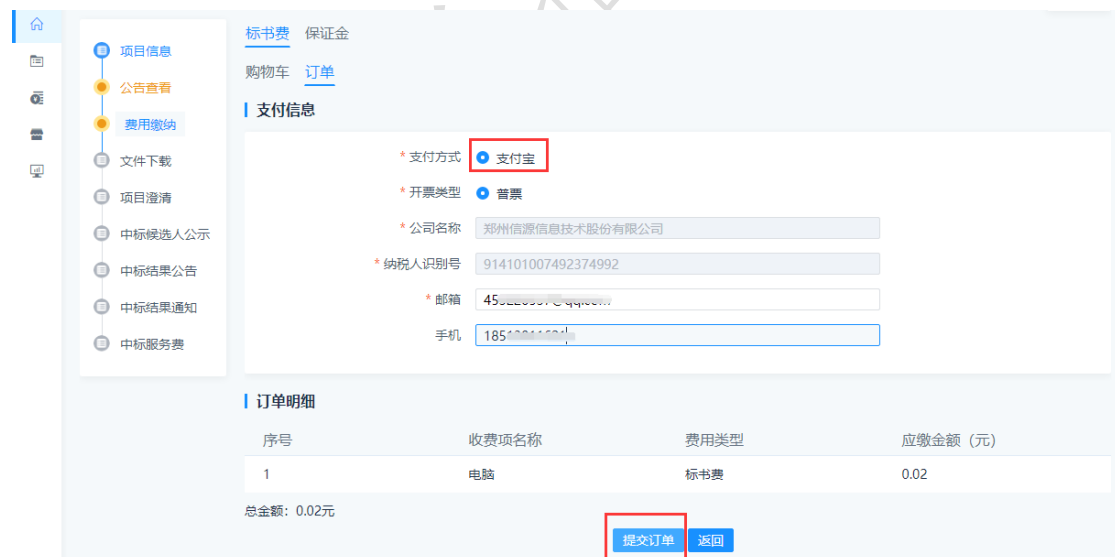 标书费 保证金
购物车 订单
项目信息
公告查看
费用缴纳
文件下载
项目澄清
中标候选人公示
中标结果公告
中标结果通知
中标服务费
支付信息
* 支付方式 支付宝
* 开票类型 普票
* 公司名称 郑州信源信息技术股份有限公司
* 纳税人识别号 914101007492374992
* 邮箱
手机
订单明细
序号 收费项名称 费用类型 应缴金额（元）
1 电脑 标书费 0.02
总金额：0.02元
提交订单 返回